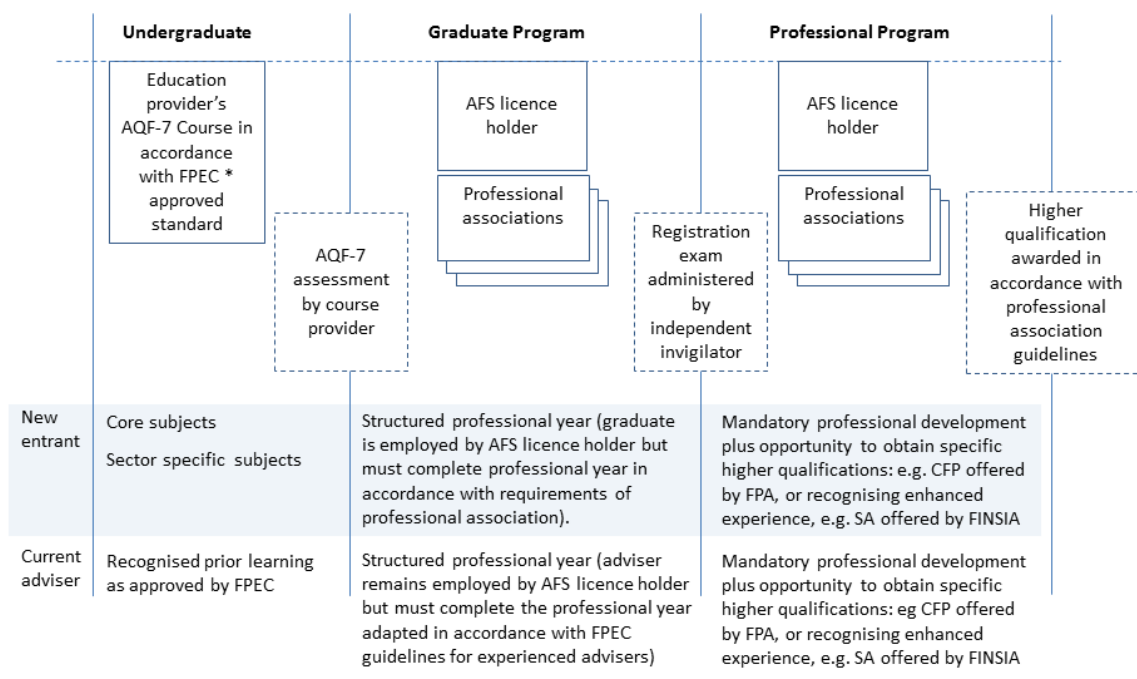 Undergraduate
Graduate Program
Professional Program
Education
provider's
AQF-7 Course in
accordance
with FPEC *
approved
standard
AQF-7
assessment
by course
provider
AFS licence
holder
Professional
associations
Registration
exam
administered
by
independent
invigilator
AFS licence
holder
Professional
associations
Higher
qualification
awarded in
accordance with
professional
association
guidelines
New
entrant
Core subjects
Sector specific subjects
Structured professional year (graduate
is employed by AFS licence holder but
must complete professional year in
accordance with requirements of
professional association).
Mandatory professional development
plus opportunity to obtain specific
higher qualifications: e.g. CFP offered
by FPA, or recognising enhanced
experience, e.g. SA offered by FINSIA
Current
adviser
Recognised prior learning
as approved by FPEC
Structured professional year (adviser
remains employed by AFS licence holder
but must complete the professional year
adapted in accordance with FPEC
guidelines for experienced advisers)
Mandatory professional development
plus opportunity to obtain specific
higher qualifications: eg CFP offered
by FPA, or recognising enhanced
experience, e.g. SA offered by FINSIA